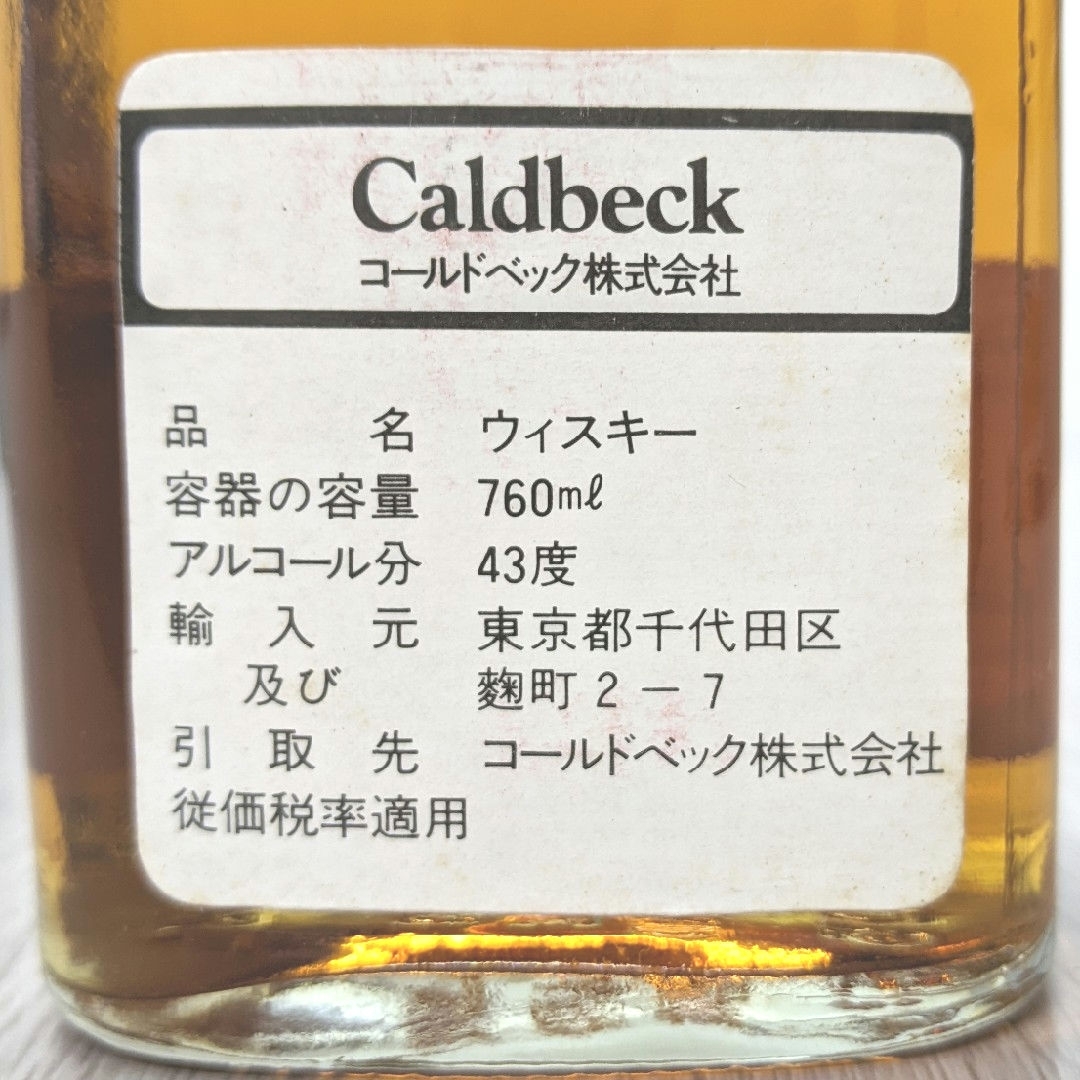 Caldbeck
コールドベック株式会社
品名 ウィスキー
容器の容量 760ml
アルコール分 43度
輸入元 東京都千代田区
及び 麹町2-7
引取先 コールドベック株式会社
従価税率適用